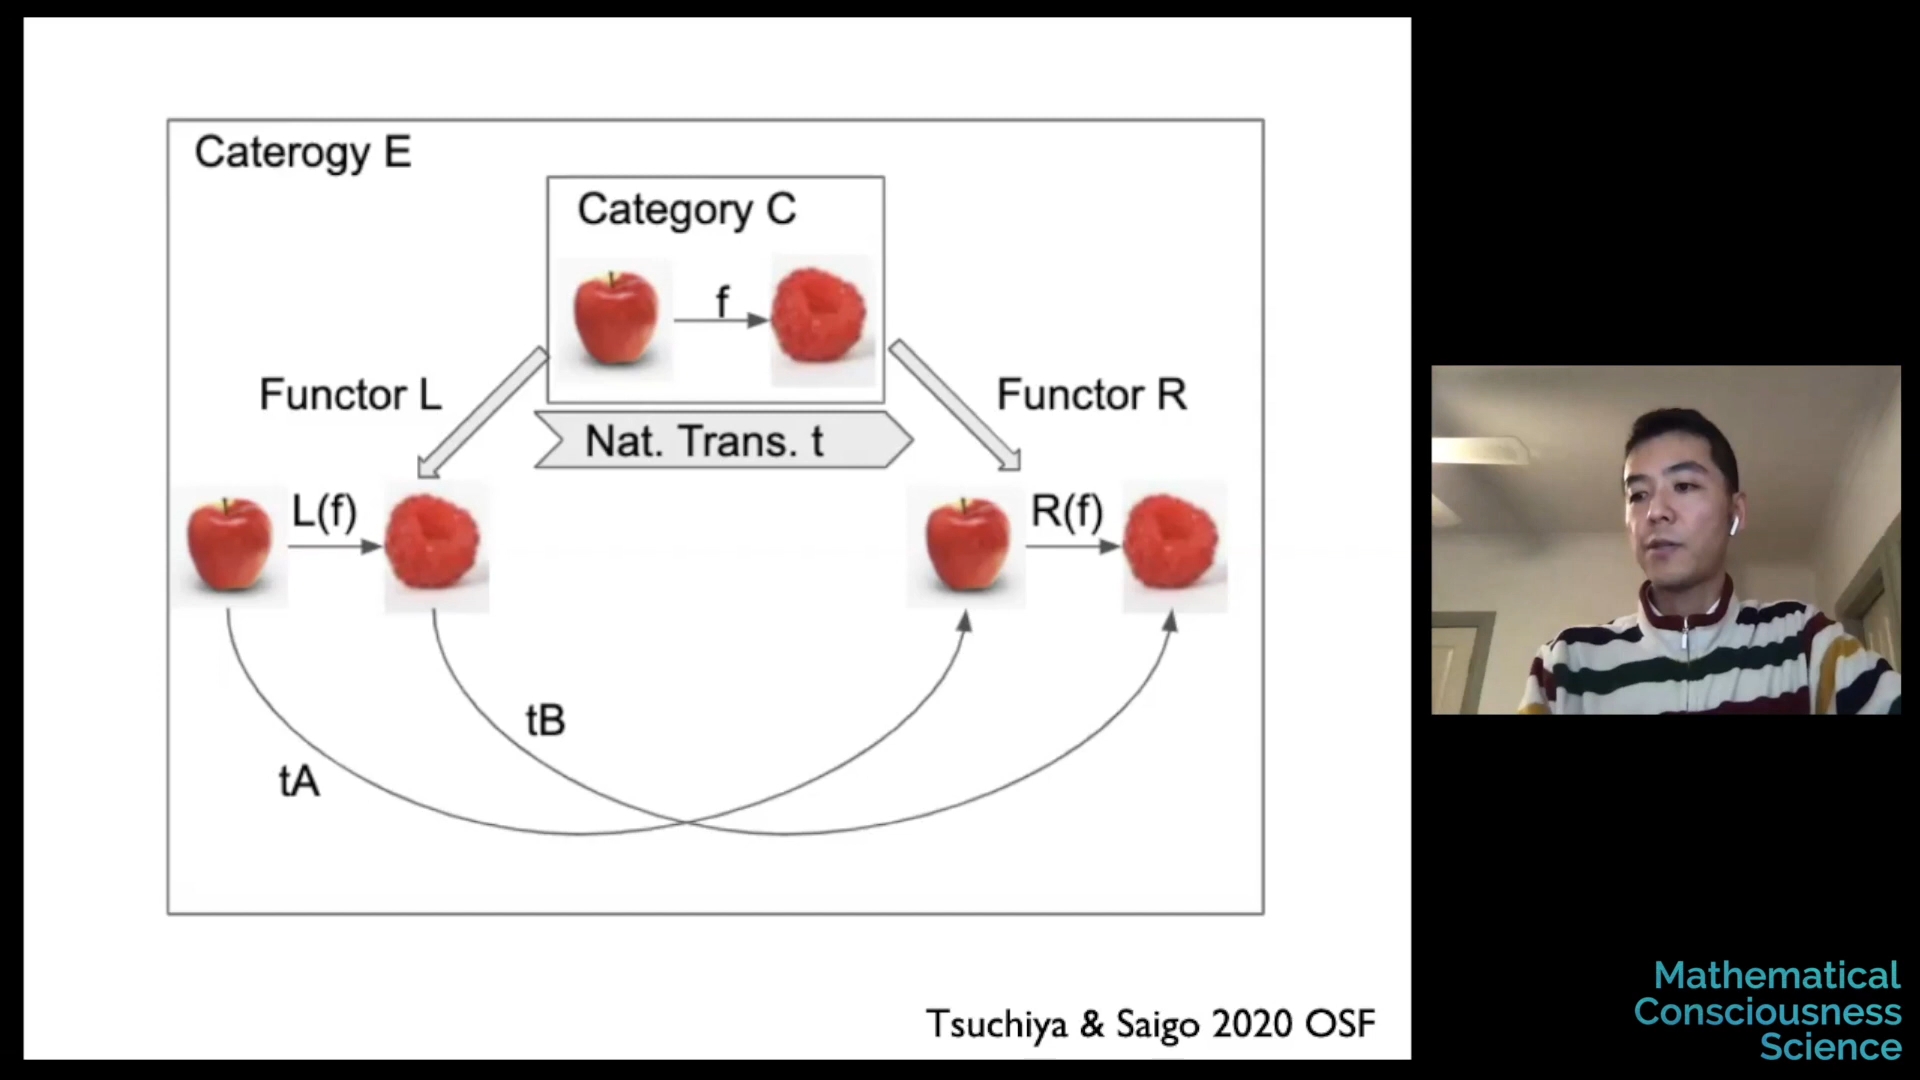 Caterogy E
Category C
f
Functor L
Functor R
Nat. Trans. t
L(f)
R(f)
tB
tA
Tsuchiya & Saigo 2020 OSF
Mathematical
Consciousness
Science